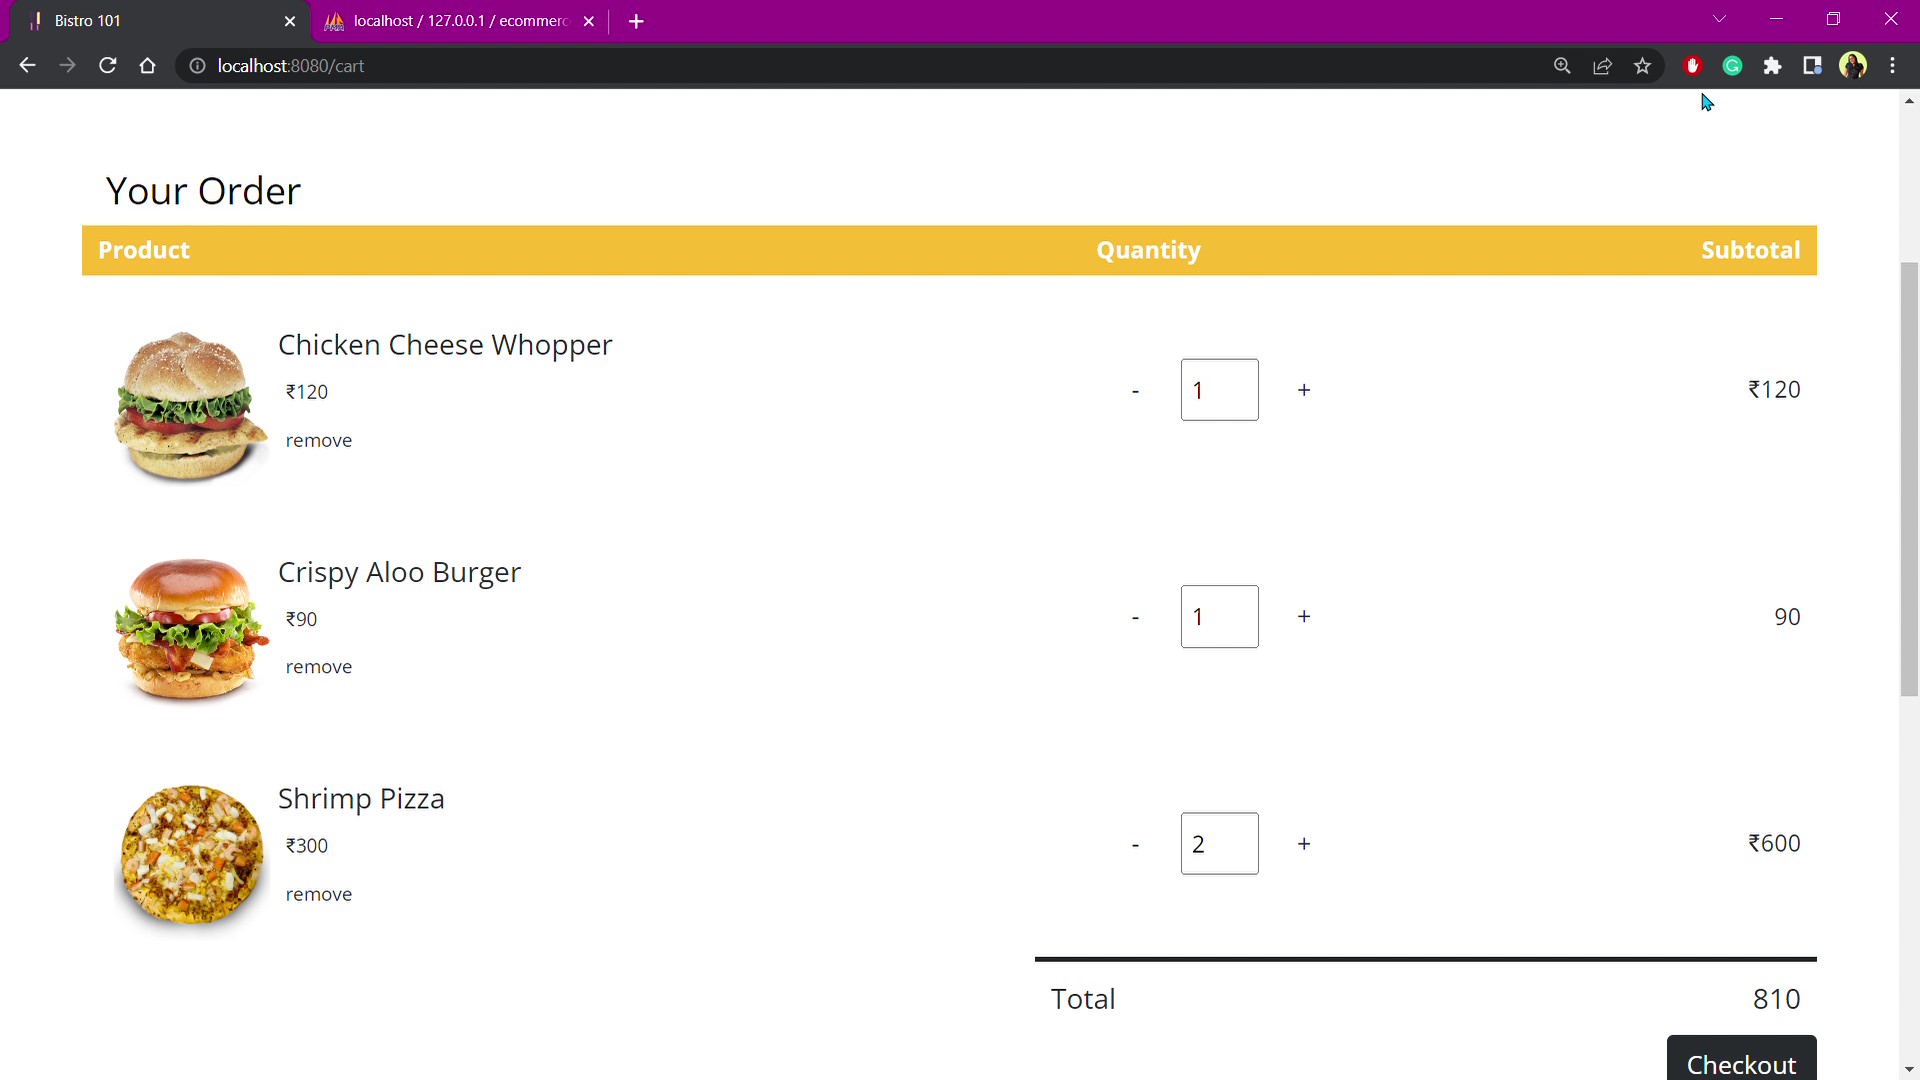 Bistro 101
localhost / 127.0.0.1 / ecommerc
localhost:8080/cart
Your Order
Product Quantity Subtotal
Chicken Cheese Whopper
₹120
remove
- 1 + ₹120
Crispy Aloo Burger
₹90
remove
- 1 + 90
Shrimp Pizza
₹300
remove
- 2 + ₹600
Total 810
Checkout